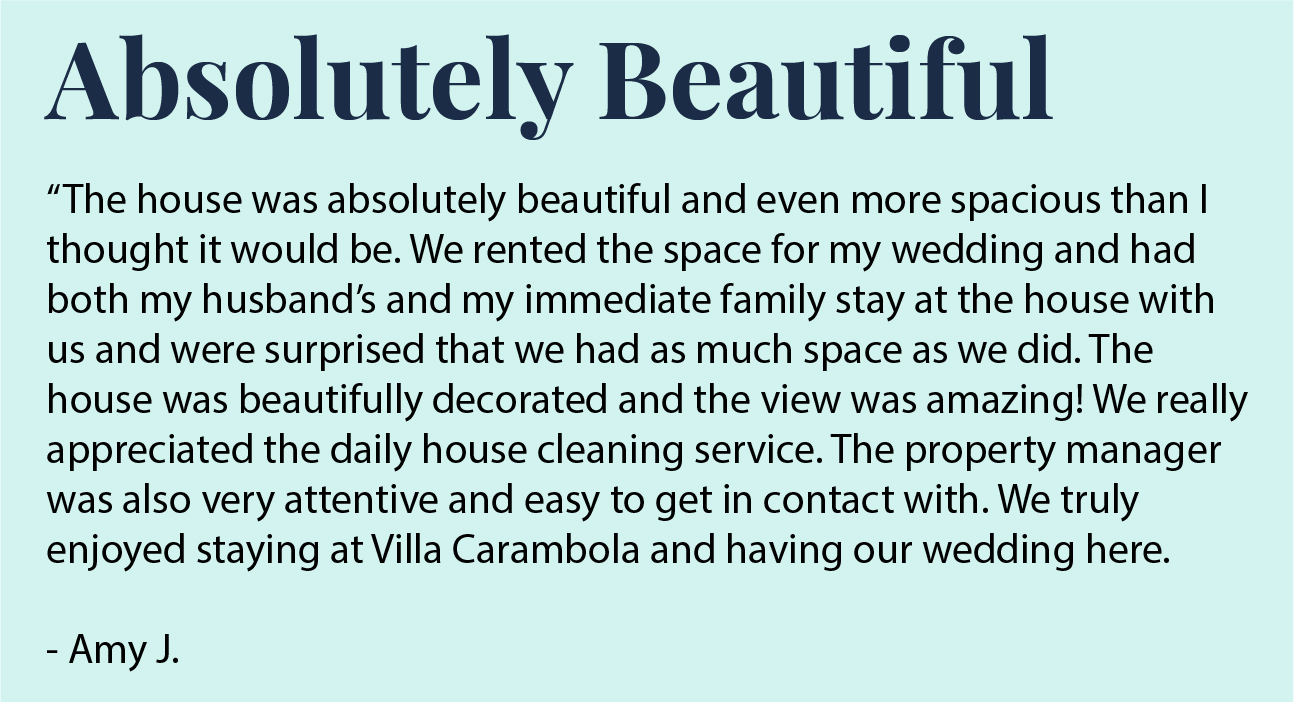 Absolutely Beautiful
“The house was absolutely beautiful and even more spacious than I
thought it would be. We rented the space for my wedding and had
both my husband’s and my immediate family stay at the house with
us and were surprised that we had as much space as we did. The
house was beautifully decorated and the view was amazing! We really
appreciated the daily house cleaning service. The property manager
was also very attentive and easy to get in contact with. We truly
enjoyed staying at Villa Carambola and having our wedding here.
- Amy J.